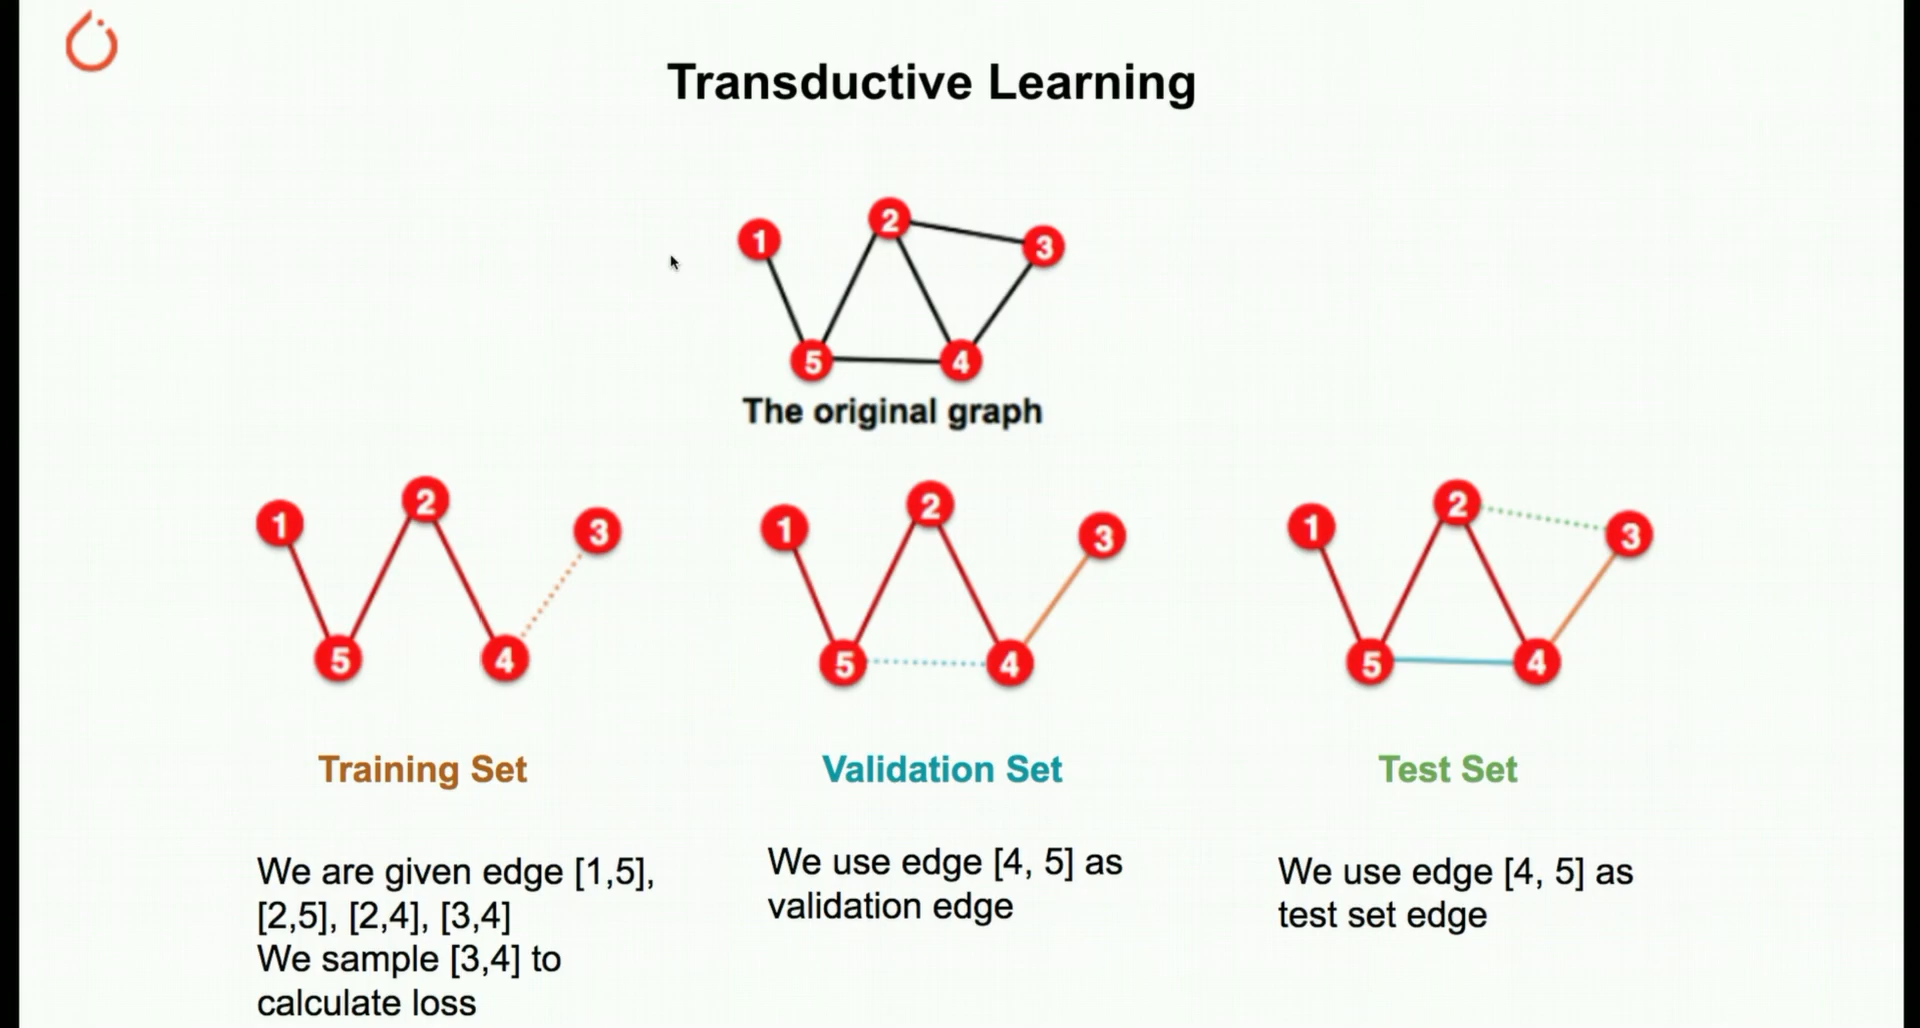 Transductive Learning
1
2
3
5
4
The original graph
1
2
3
5
4
1
2
3
5
4
1
2
3
5
4
Training Set
Validation Set
Test Set
We are given edge [1,5],
[2,5], [2,4], [3,4]
We sample [3,4] to
calculate loss
We use edge [4, 5] as
validation edge
We use edge [4, 5] as
test set edge